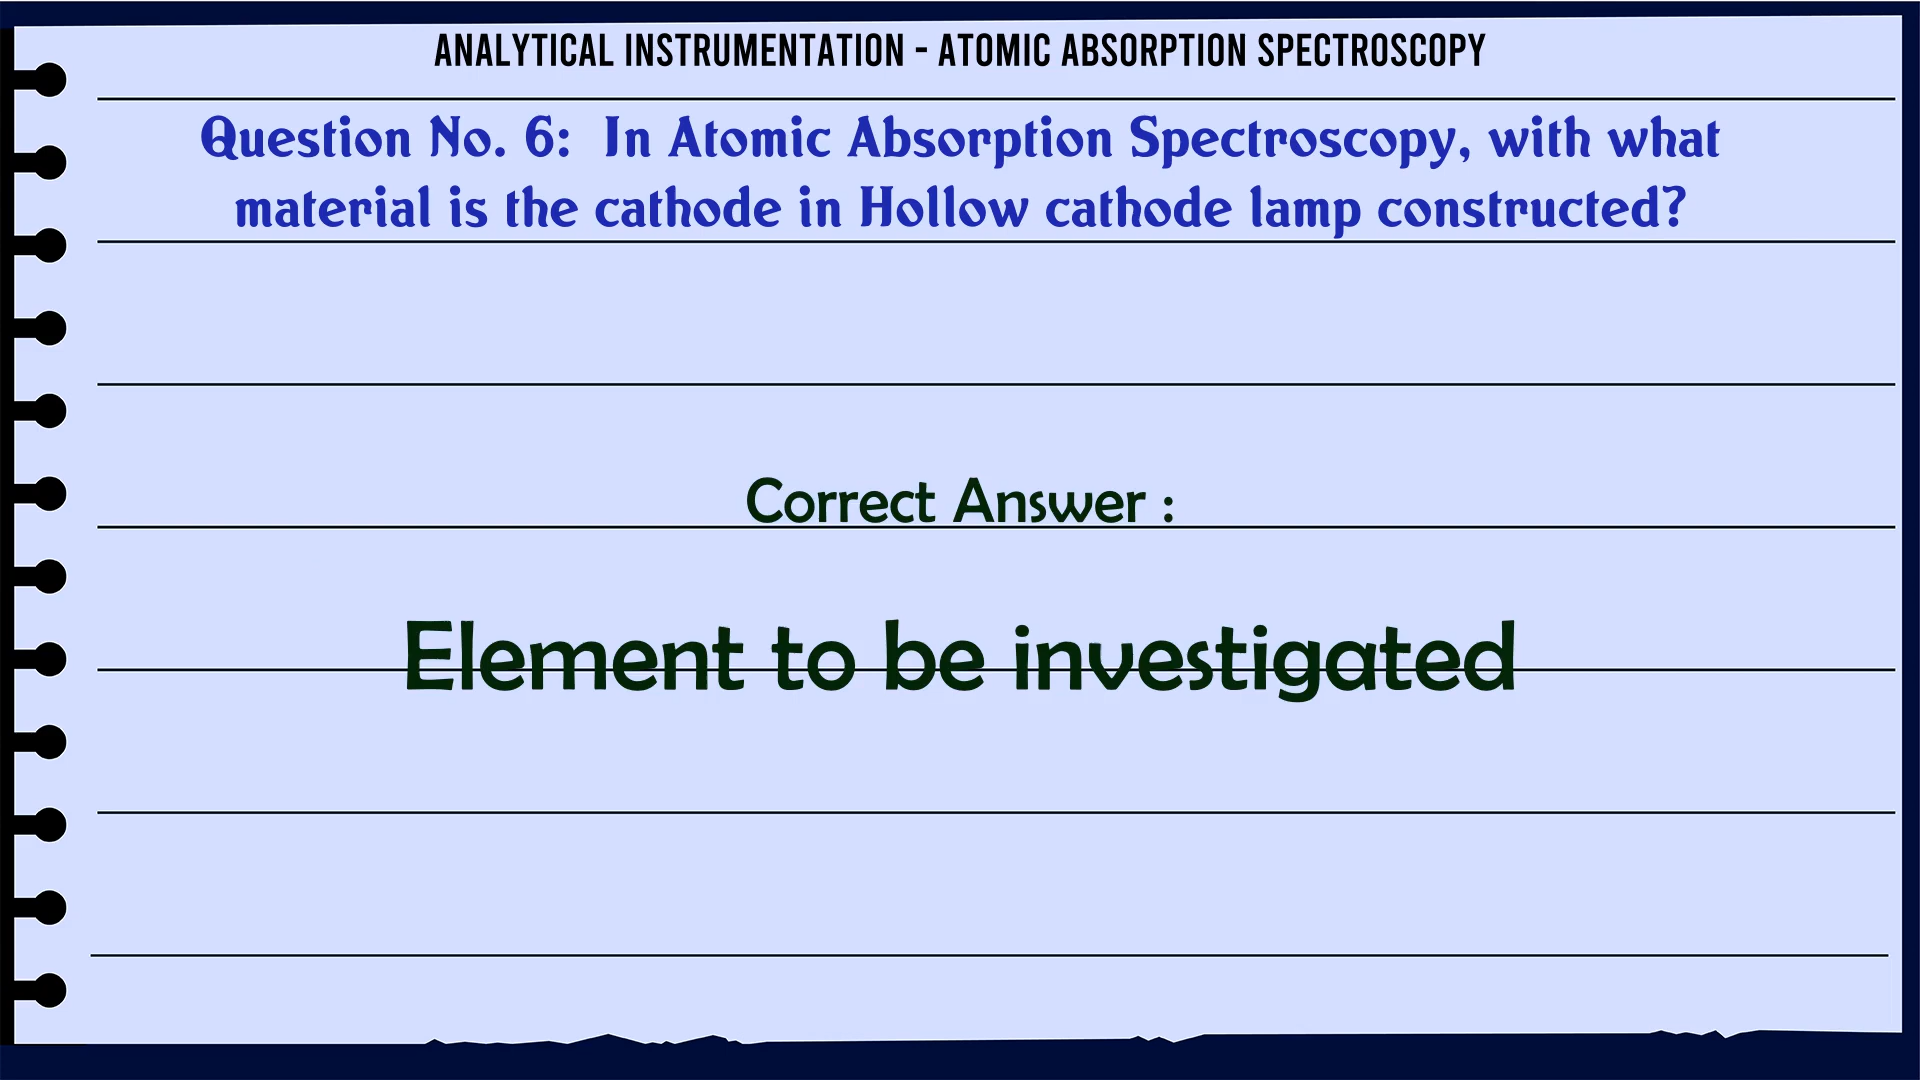 ANALYTICAL INSTRUMENTATION - ATOMIC ABSORPTION SPECTROSCOPY
Question No. 6: In Atomic Absorption Spectroscopy, with what
material is the cathode in Hollow cathode lamp constructed?
Correct Answer :
Element to be investigated